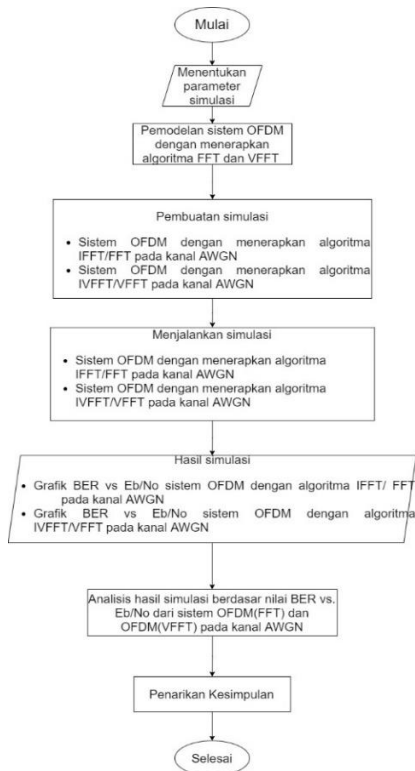 Mulai
Menentukan
parameter
simulasi
Pemodelan sistem OFDM
dengan menerapkan
algoritma FFT dan VFFT
Pembuatan simulasi
• Sistem OFDM dengan menerapkan algoritma
IFFT/FFT pada kanal AWGN
• Sistem OFDM dengan menerapkan algoritma
IVFFT/VFFT pada kanal AWGN
Menjalankan simulasi
• Sistem OFDM dengan menerapkan algoritma
IFFT/FFT pada kanal AWGN
• Sistem OFDM dengan menerapkan algoritma
IVFFT/VFFT pada kanal AWGN
Hasil simulasi
• Grafik BER vs Eb/No sistem OFDM dengan algoritma IFFT/ FFT
pada kanal AWGN
• Grafik BER vs Eb/No sistem OFDM dengan algoritma
IVFFT/VFFT pada kanal AWGN
Analisis hasil simulasi berdasar nilai BER vs.
Eb/No dari sistem OFDM(FFT) dan
OFDM(VFFT) pada kanal AWGN
Penarikan Kesimpulan
Selesai